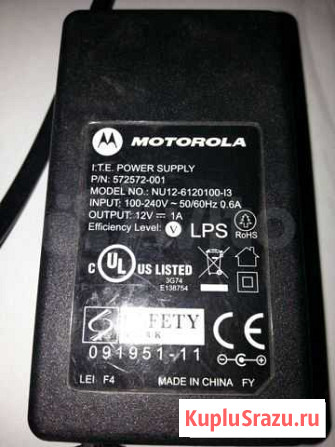 MOTOROLA
I.T.E. POWER SUPPLY
P/N: 572572-001
MODEL NO.: NU12-6120100-I3
INPUT: 100-240V ~ 50/60Hz 0.6A
OUTPUT: 12V ⎓ 1A
Efficiency Level: V LPS RoHS
C UL US LISTED
3G74
E138754
S FETY
091951-11
LEI F4 MADE IN CHINA FY
KupluSrazu.ru